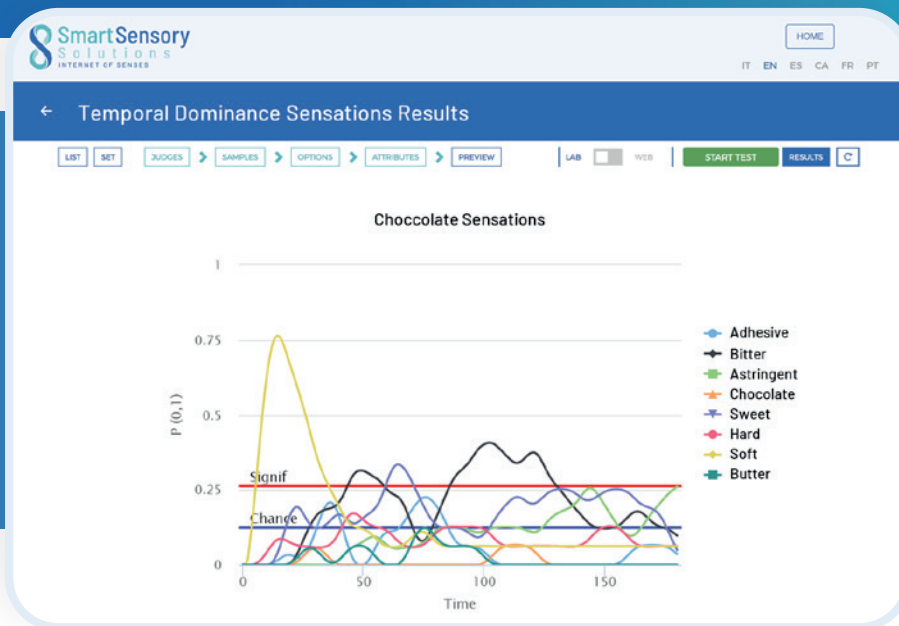 SmartSensory
Solutions
INTERNET OF SENSES
HOME
IT EN ES CA FR PT
← Temporal Dominance Sensations Results
LIST SET JUDGES SAMPLES OPTIONS ATTRIBUTES PREVIEW LAB WEB START TEST RESULTS
Choccolate Sensations
1
0.75
0.5
0.25
0
P (0,1)
Signif
Chance
0 50 100 150
Time
Adhesive
Bitter
Astringent
Chocolate
Sweet
Hard
Soft
Butter